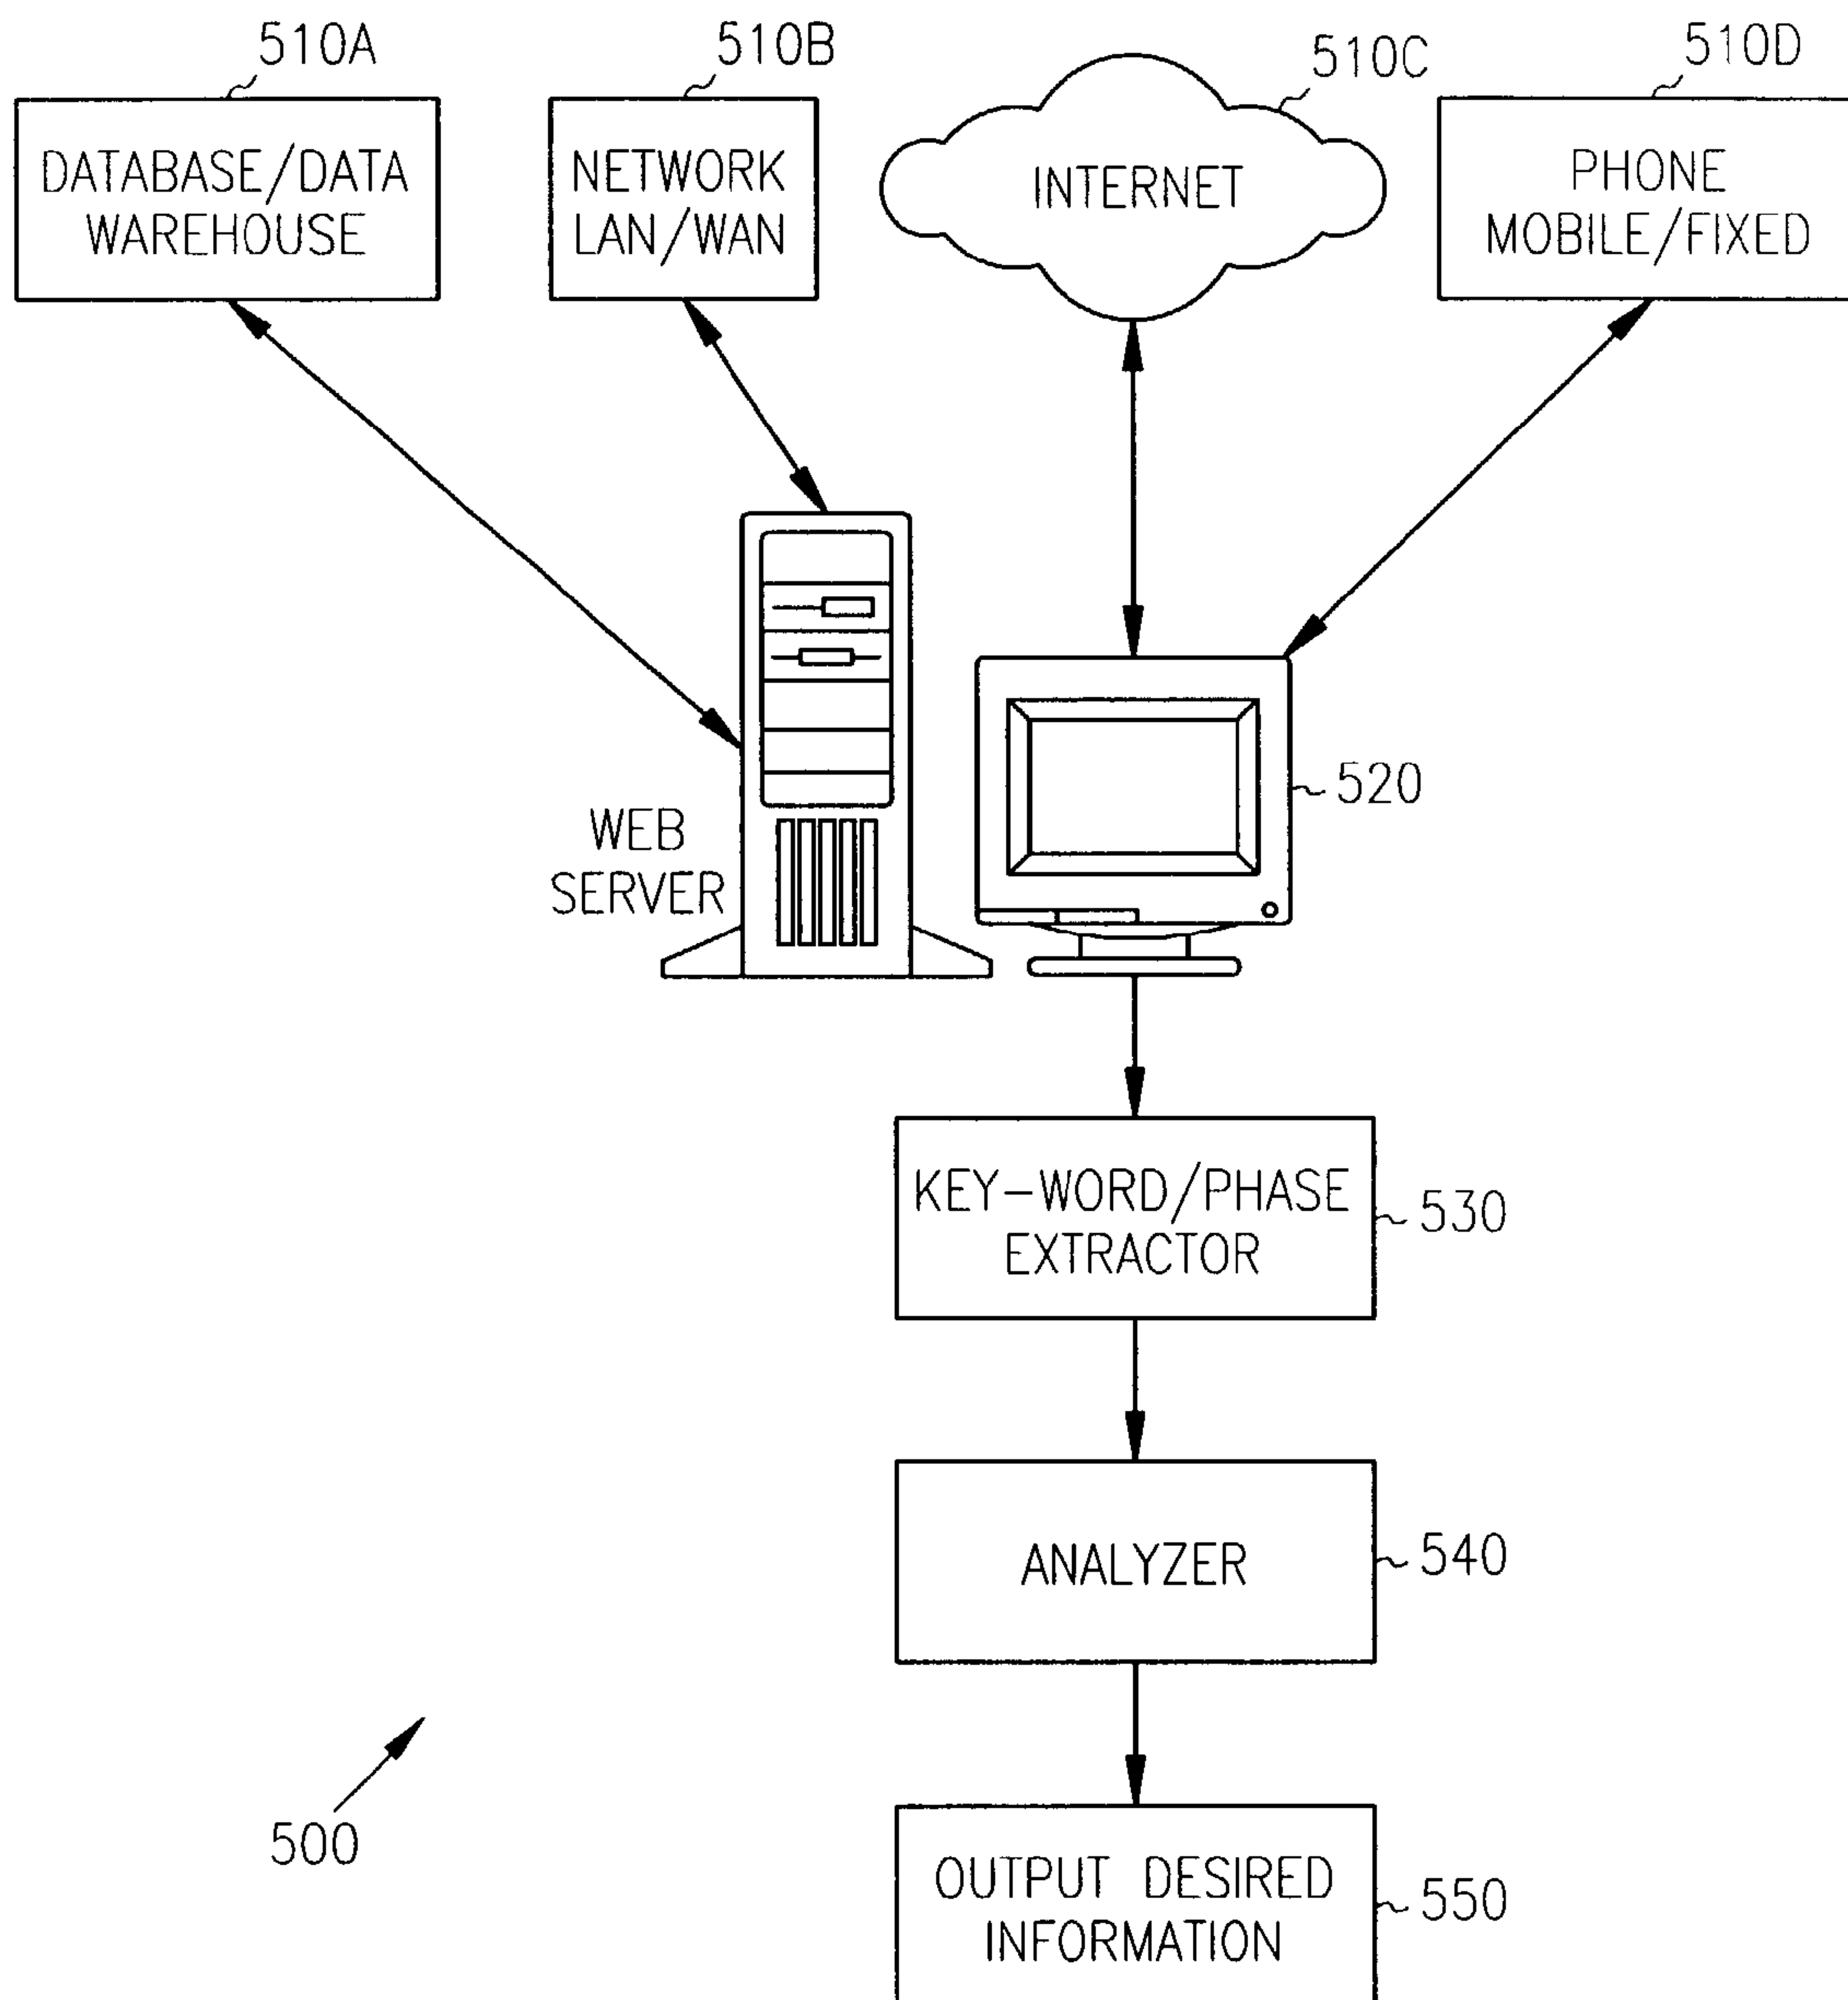 510A
510B
510C
510D
DATABASE/DATA
WAREHOUSE
NETWORK
LAN/WAN
INTERNET
PHONE
MOBILE/FIXED
WEB
SERVER
520
KEY-WORD/PHASE
EXTRACTOR
530
ANALYZER
540
500
OUTPUT DESIRED
INFORMATION
550